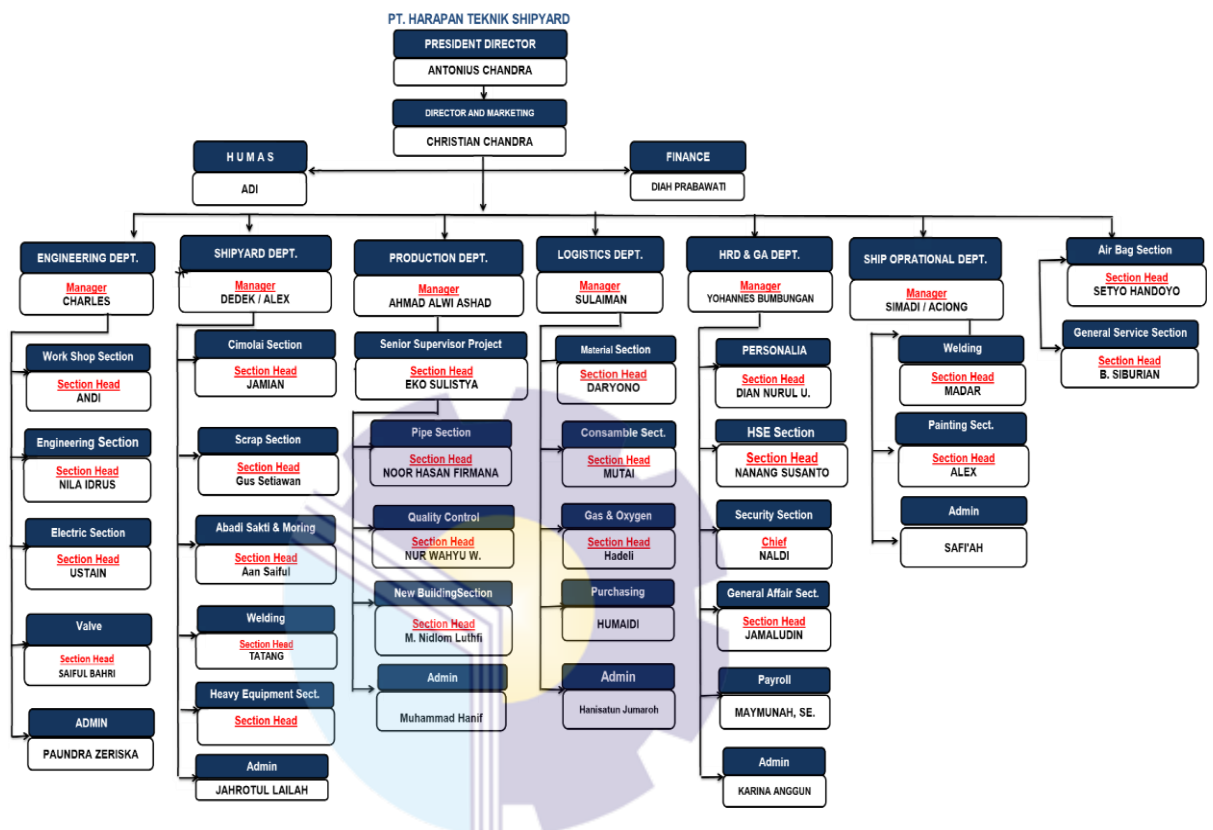 PT. HARAPAN TEKNIK SHIPYARD
PRESIDENT DIRECTOR
ANTONIUS CHANDRA
DIRECTOR AND MARKETING
CHRISTIAN CHANDRA
H U M A S
ADI
FINANCE
DIAH PRABAWATI
ENGINEERING DEPT.
Manager
CHARLES
Work Shop Section
Section Head
ANDI
Engineering Section
Section Head
NILA IDRUS
Electric Section
Section Head
USTAIN
Valve
Section Head
SAIFUL BAHRI
ADMIN
PAUNDRA ZERISKA
SHIPYARD DEPT.
Manager
DEDEK / ALEX
Cimolai Section
Section Head
JAMIAN
Scrap Section
Section Head
Gus Setiawan
Abadi Sakti & Moring
Section Head
Aan Saiful
Welding
Section Head
TATANG
Heavy Equipment Sect.
Section Head
Admin
JAHROTUL LAILAH
PRODUCTION DEPT.
Manager
AHMAD ALWI ASHAD
Senior Supervisor Project
Section Head
EKO SULISTYA
Pipe Section
Section Head
NOOR HASAN FIRMANA
Quality Control
Section Head
NUR WAHYU W.
New BuildingSection
Section Head
M. Nidlom Luthfi
Admin
Muhammad Hanif
LOGISTICS DEPT.
Manager
SULAIMAN
Material Section
Section Head
DARYONO
Consamble Sect.
Section Head
MUTAI
Gas & Oxygen
Section Head
Hadeli
Purchasing
HUMAIDI
Admin
Hanisatun Jumaroh
HRD & GA DEPT.
Manager
YOHANNES BUMBUNGAN
PERSONALIA
Section Head
DIAN NURUL U.
HSE Section
Section Head
NANANG SUSANTO
Security Section
Chief
NALDI
General Affair Sect.
Section Head
JAMALUDIN
Payroll
MAYMUNAH, SE.
Admin
KARINA ANGGUN
SHIP OPRATIONAL DEPT.
Manager
SIMADI / ACIONG
Welding
Section Head
MADAR
Painting Sect.
Section Head
ALEX
Admin
SAFI'AH
Air Bag Section
Section Head
SETYO HANDOYO
General Service Section
Section Head
B. SIBURIAN